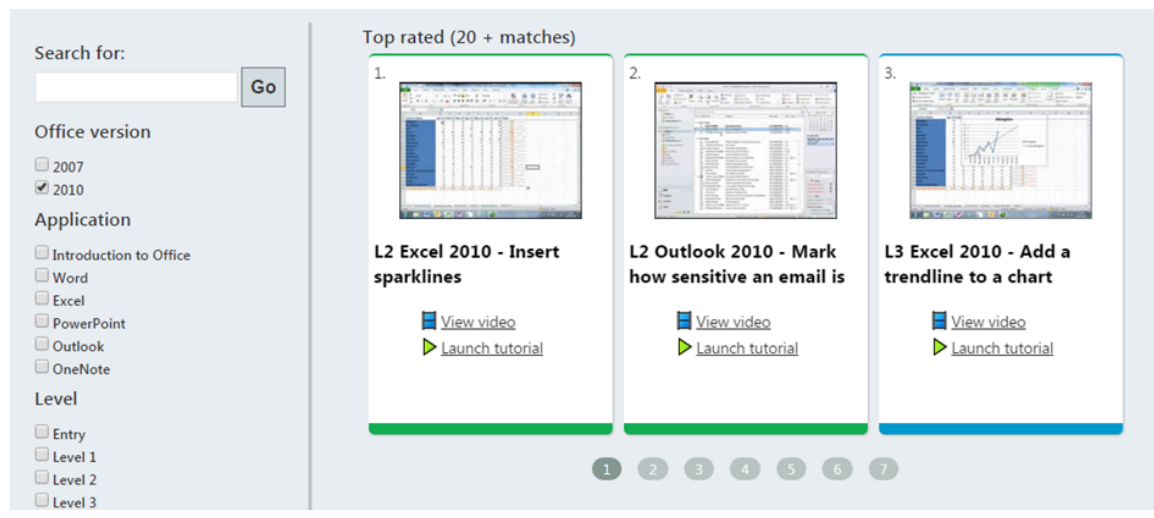 Search for:
Go
Office version
2007
2010
Application
Introduction to Office
Word
Excel
PowerPoint
Outlook
OneNote
Level
Entry
Level 1
Level 2
Level 3
Top rated (20 + matches)
1.
L2 Excel 2010 - Insert
sparklines
View video
Launch tutorial
2.
L2 Outlook 2010 - Mark
how sensitive an email is
View video
Launch tutorial
3.
L3 Excel 2010 - Add a
trendline to a chart
View video
Launch tutorial
1 2 3 4 5 6 7